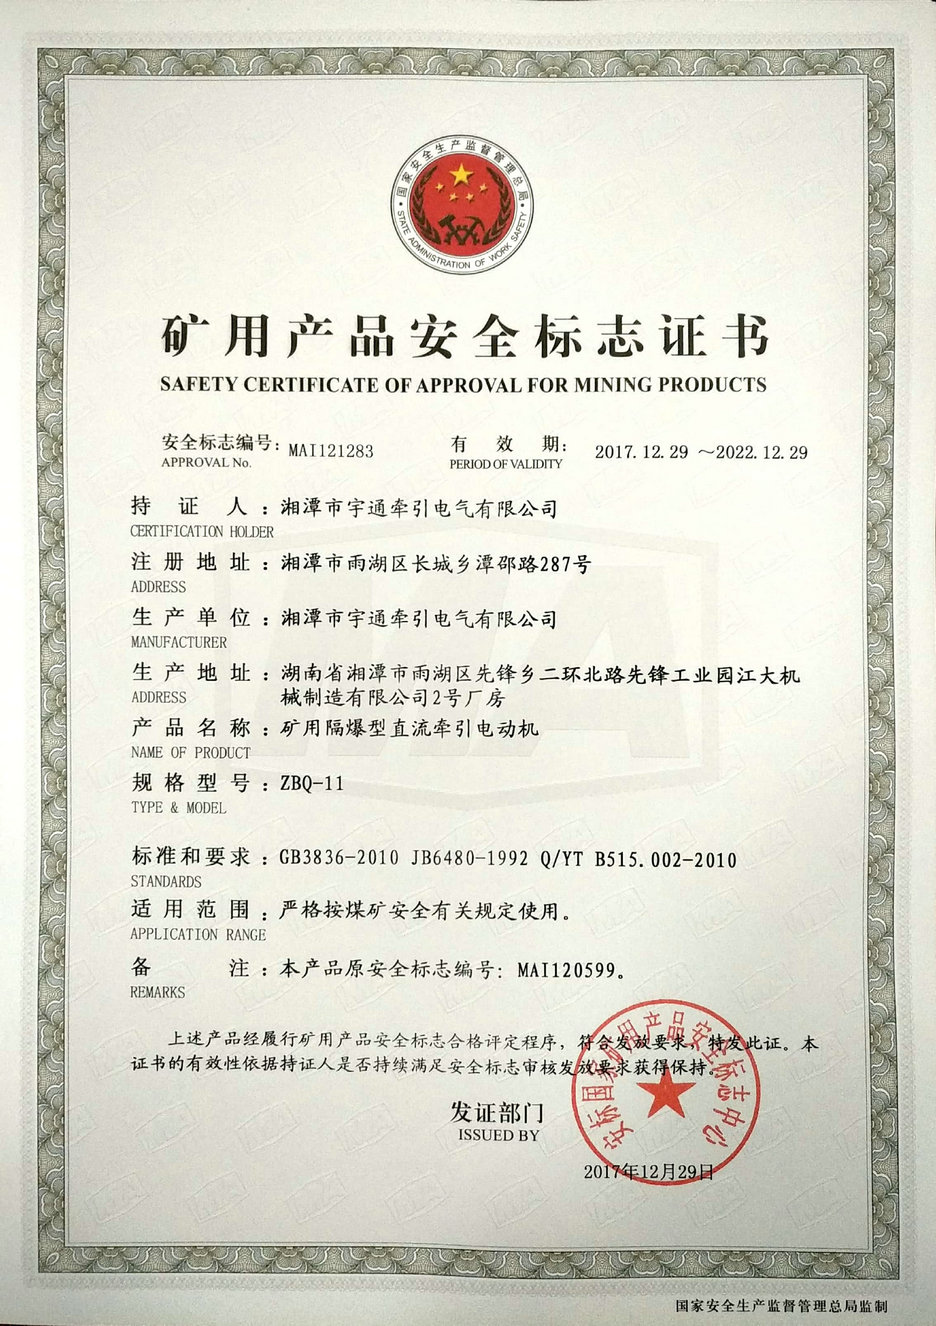 国家安全生产监督管理总局
STATE ADMINISTRATION OF WORK SAFETY
矿用产品安全标志证书
SAFETY CERTIFICATE OF APPROVAL FOR MINING PRODUCTS
安全标志编号: MAI121283 有效期: 2017.12.29 ～2022.12.29
APPROVAL No. PERIOD OF VALIDITY
持证人: 湘潭市宇通牵引电气有限公司
CERTIFICATION HOLDER
注册地址: 湘潭市雨湖区长城乡潭邵路287号
ADDRESS
生产单位: 湘潭市宇通牵引电气有限公司
MANUFACTURER
生产地址: 湖南省湘潭市雨湖区先锋乡二环北路先锋工业园江大机
ADDRESS 械制造有限公司2号厂房
产品名称: 矿用隔爆型直流牵引电动机
NAME OF PRODUCT
规格型号: ZBQ-11
TYPE & MODEL
标准和要求: GB3836-2010 JB6480-1992 Q/YT B515.002-2010
STANDARDS
适用范围: 严格按煤矿安全有关规定使用。
APPLICATION RANGE
备注: 本产品原安全标志编号: MAI120599。
REMARKS
上述产品经履行矿用产品安全标志合格评定程序，符合发放要求，特发此证。本
证书的有效性依据持证人是否持续满足安全标志审核发放要求获得保持。
发证部门
ISSUED BY
安标国家矿用产品安全标志中心
2017年12月29日
国家安全生产监督管理总局监制
MA